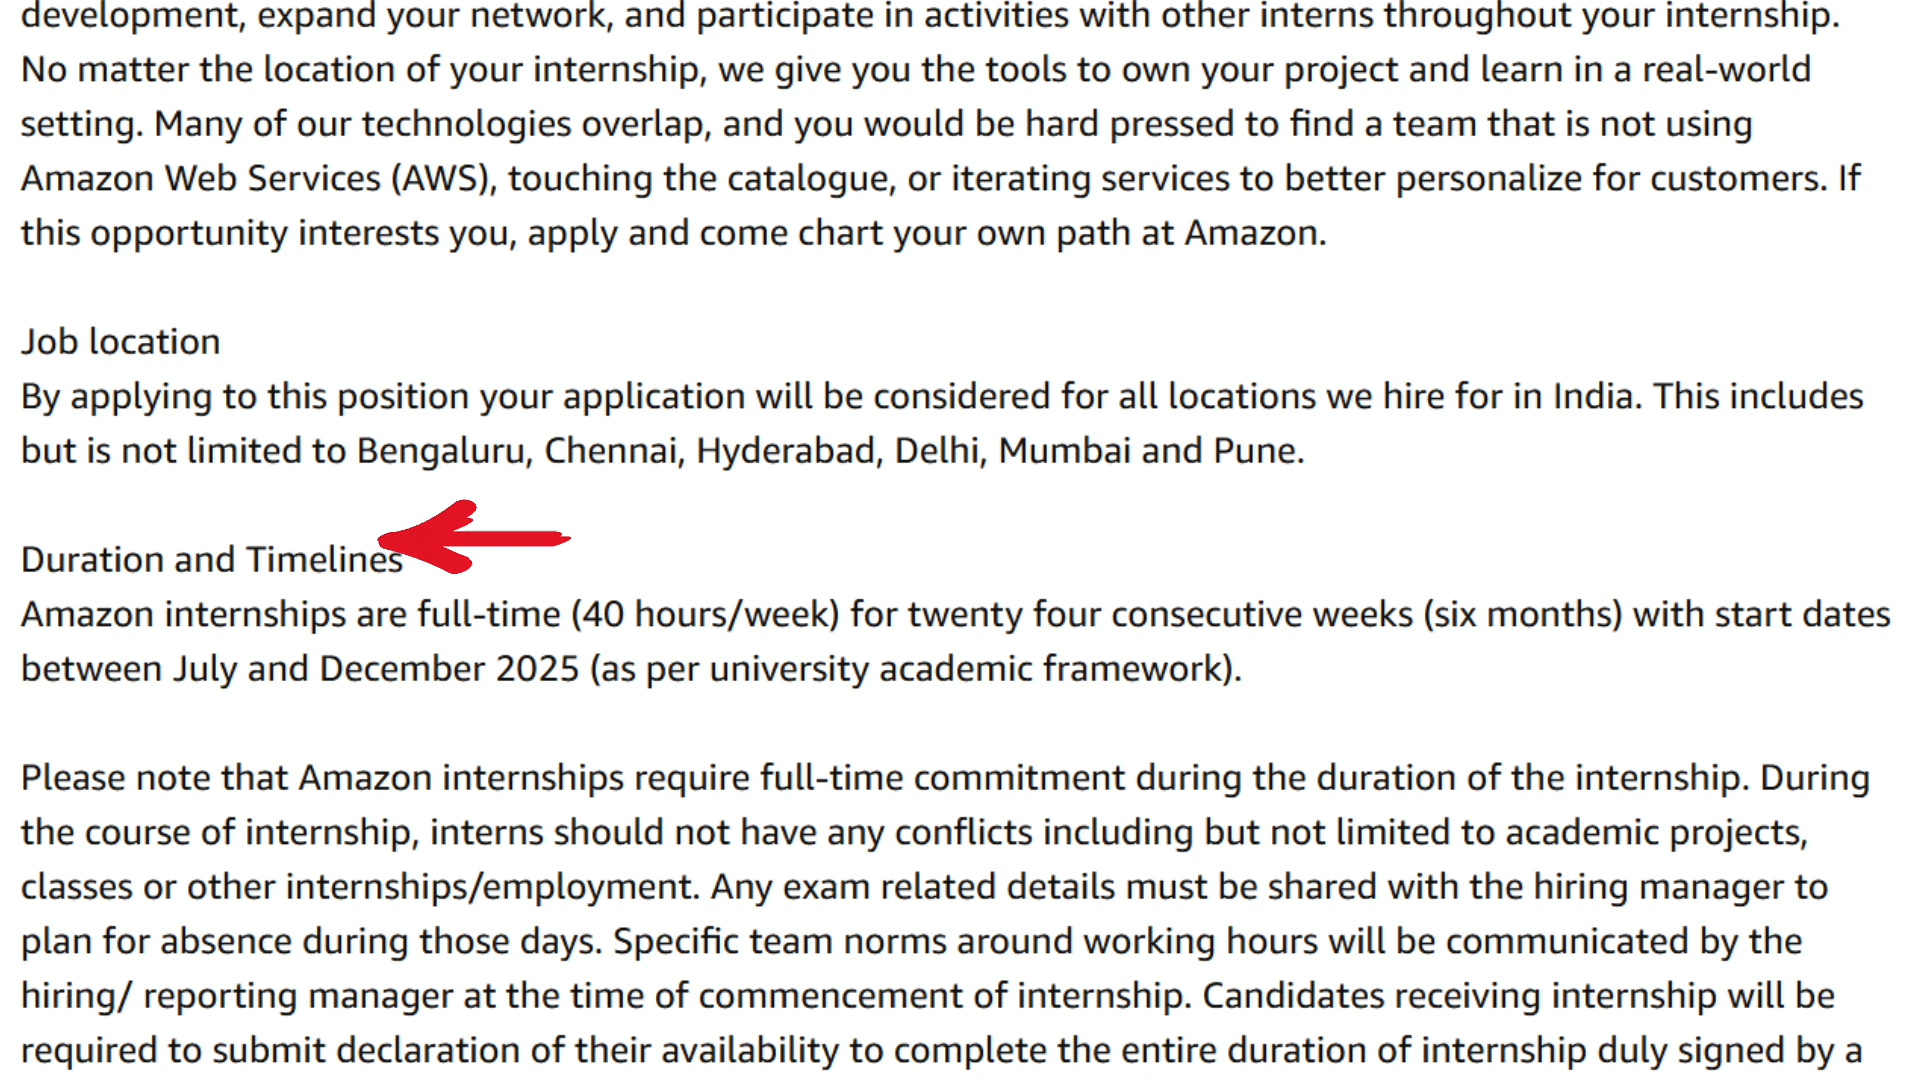 development, expand your network, and participate in activities with other interns throughout your internship.
No matter the location of your internship, we give you the tools to own your project and learn in a real-world
setting. Many of our technologies overlap, and you would be hard pressed to find a team that is not using
Amazon Web Services (AWS), touching the catalogue, or iterating services to better personalize for customers. If
this opportunity interests you, apply and come chart your own path at Amazon.
Job location
By applying to this position your application will be considered for all locations we hire for in India. This includes
but is not limited to Bengaluru, Chennai, Hyderabad, Delhi, Mumbai and Pune.
Duration and Timelines
Amazon internships are full-time (40 hours/week) for twenty four consecutive weeks (six months) with start dates
between July and December 2025 (as per university academic framework).
Please note that Amazon internships require full-time commitment during the duration of the internship. During
the course of internship, interns should not have any conflicts including but not limited to academic projects,
classes or other internships/employment. Any exam related details must be shared with the hiring manager to
plan for absence during those days. Specific team norms around working hours will be communicated by the
hiring/ reporting manager at the time of commencement of internship. Candidates receiving internship will be
required to submit declaration of their availability to complete the entire duration of internship duly signed by a